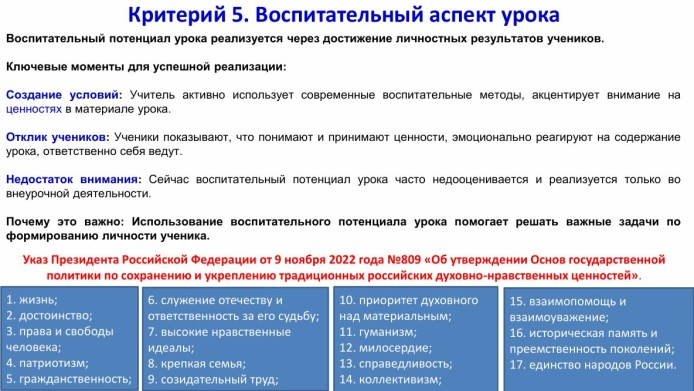 Критерий 5. Воспитательный аспект урока
Воспитательный потенциал урока реализуется через достижение личностных результатов учеников.
Ключевые моменты для успешной реализации:
Создание условий: Учитель активно использует современные воспитательные методы, акцентирует внимание на
ценностях в материале урока.
Отклик учеников: Ученики показывают, что понимают и принимают ценности, эмоционально реагируют на содержание
урока, ответственно себя ведут.
Недостаток внимания: Сейчас воспитательный потенциал урока часто недооценивается и реализуется только во
внеурочной деятельности.
Почему это важно: Использование воспитательного потенциала урока помогает решать важные задачи по
формированию личности ученика.
Указ Президента Российской Федерации от 9 ноября 2022 года №809 «Об утверждении Основ государственной
политики по сохранению и укреплению традиционных российских духовно-нравственных ценностей».
1. жизнь;
2. достоинство;
3. права и свободы
человека;
4. патриотизм;
5. гражданственность;
6. служение отечеству и
ответственность за его судьбу;
7. высокие нравственные
идеалы;
8. крепкая семья;
9. созидательный труд;
10. приоритет духовного
над материальным;
11. гуманизм;
12. милосердие;
13. справедливость;
14. коллективизм;
15. взаимопомощь и
взаимоуважение;
16. историческая память и
преемственность поколений;
17. единство народов России.